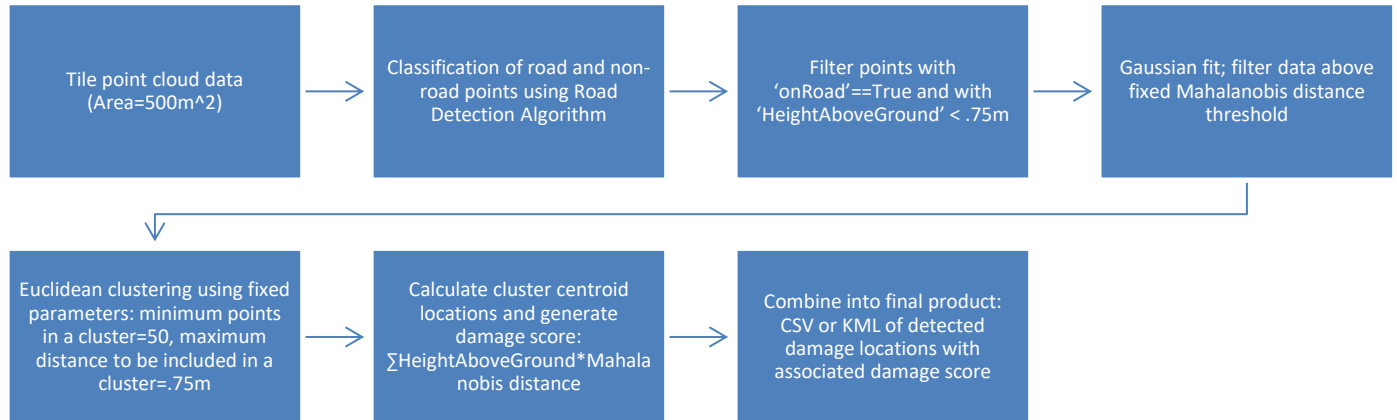 Tile point cloud data
(Area=500m^2)
Classification of road and non-
road points using Road
Detection Algorithm
Filter points with
‘onRoad’==True and with
‘HeightAboveGround’ < .75m
Gaussian fit; filter data above
fixed Mahalanobis distance
threshold
Euclidean clustering using fixed
parameters: minimum points
in a cluster=50, maximum
distance to be included in a
cluster=.75m
Calculate cluster centroid
locations and generate
damage score:
∑HeightAboveGround*Mahala
nobis distance
Combine into final product:
CSV or KML of detected
damage locations with
associated damage score